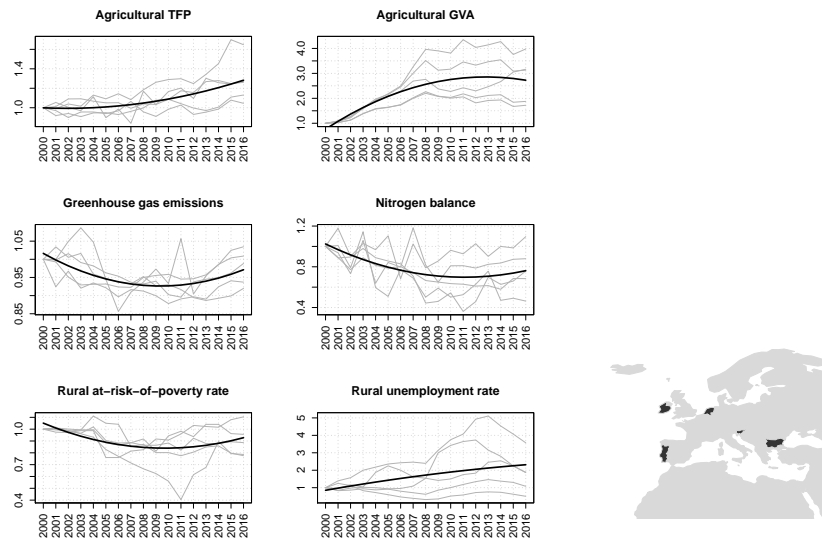 Agricultural TFP
1.0 1.4
2000 2001 2002 2003 2004 2005 2006 2007 2008 2009 2010 2011 2012 2013 2014 2015 2016
Agricultural GVA
1.0 2.0 3.0 4.0
2000 2001 2002 2003 2004 2005 2006 2007 2008 2009 2010 2011 2012 2013 2014 2015 2016
Greenhouse gas emissions
0.85 0.95 1.05
2000 2001 2002 2003 2004 2005 2006 2007 2008 2009 2010 2011 2012 2013 2014 2015 2016
Nitrogen balance
0.4 0.8 1.2
2000 2001 2002 2003 2004 2005 2006 2007 2008 2009 2010 2011 2012 2013 2014 2015 2016
Rural at−risk−of−poverty rate
0.4 0.7 1.0
2000 2001 2002 2003 2004 2005 2006 2007 2008 2009 2010 2011 2012 2013 2014 2015 2016
Rural unemployment rate
1 2 3 4 5
2000 2001 2002 2003 2004 2005 2006 2007 2008 2009 2010 2011 2012 2013 2014 2015 2016